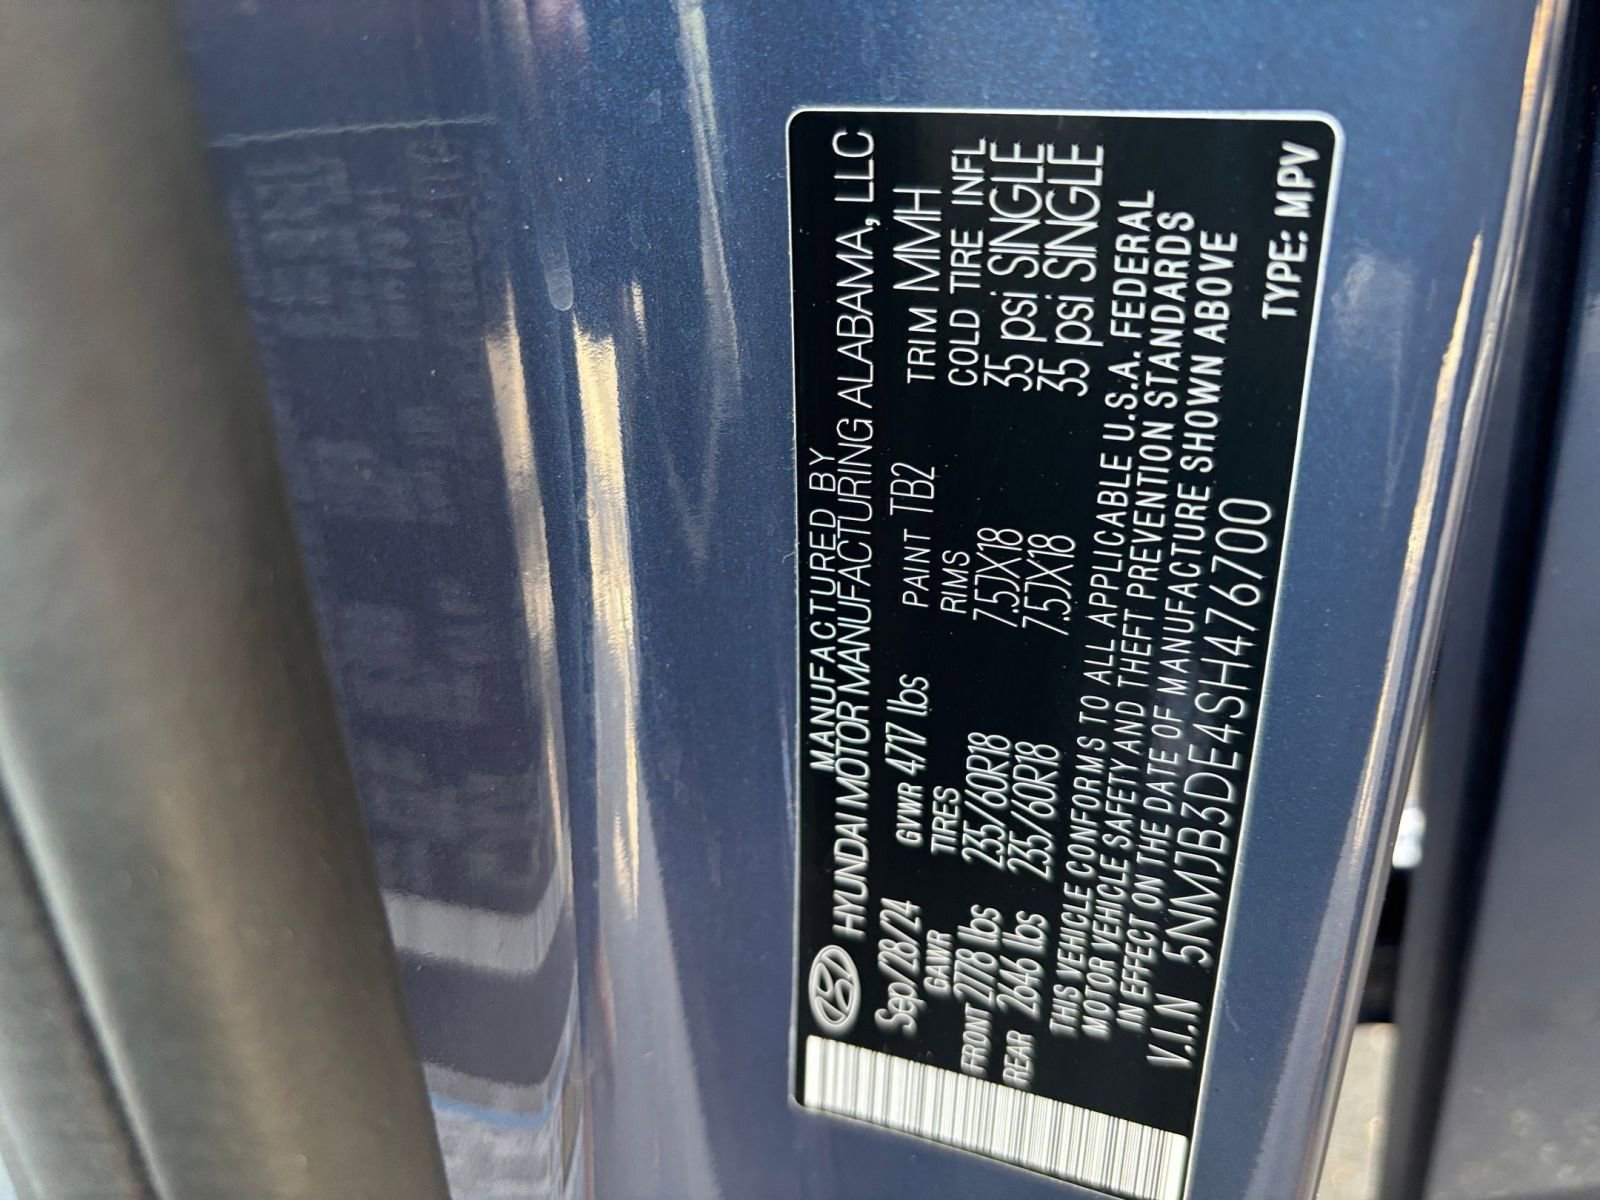 MANUFACTURED BY
HYUNDAI MOTOR MANUFACTURING ALABAMA, LLC
Sep/28/24 GVWR 4717 lbs PAINT TB2 TRIM MMH
GAWR TIRES RIMS COLD TIRE INFL
FRONT 2778 lbs 235/60R18 7.5JX18 35 psi SINGLE
REAR 2646 lbs 235/60R18 7.5JX18 35 psi SINGLE
THIS VEHICLE CONFORMS TO ALL APPLICABLE U.S.A. FEDERAL
MOTOR VEHICLE SAFETY AND THEFT PREVENTION STANDARDS
IN EFFECT ON THE DATE OF MANUFACTURE SHOWN ABOVE
V.I.N 5NMJB3DE4SH476700
TYPE: MPV